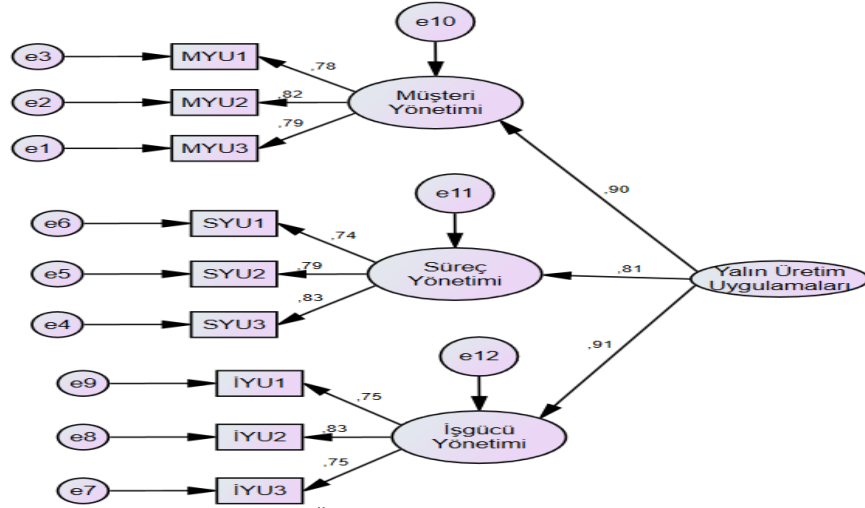 e10
e3
MYU1
,78
e2
MYU2
,82
Müşteri
Yönetimi
e1
MYU3
,79
,90
e11
e6
SYU1
,74
e5
SYU2
,79
Süreç
Yönetimi
,81
Yalın Üretim
Uygulamaları
e4
SYU3
,83
,91
e12
e9
İYU1
,75
e8
İYU2
,83
İşgücü
Yönetimi
e7
İYU3
,75